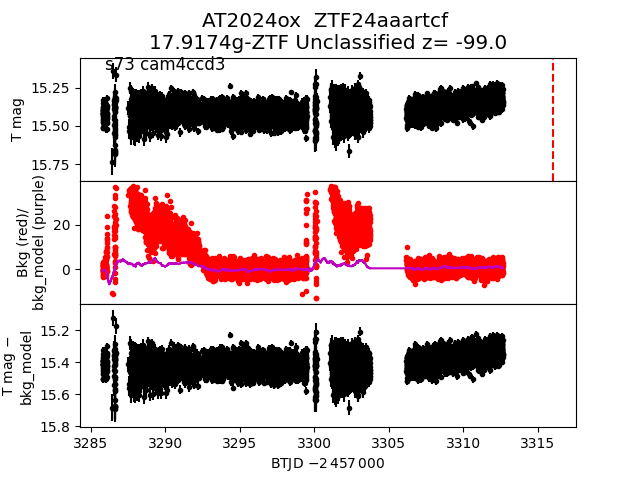 AT2024ox  ZTF24aaartcf
17.9174g-ZTF Unclassified z= -99.0
s73 cam4ccd3
T mag
15.25
15.50
15.75
Bkg (red)/
bkg_model (purple)
20
0
T mag −
bkg_model
15.2
15.4
15.6
15.8
3285
3290
3295
3300
3305
3310
3315
BTJD −2 457 000